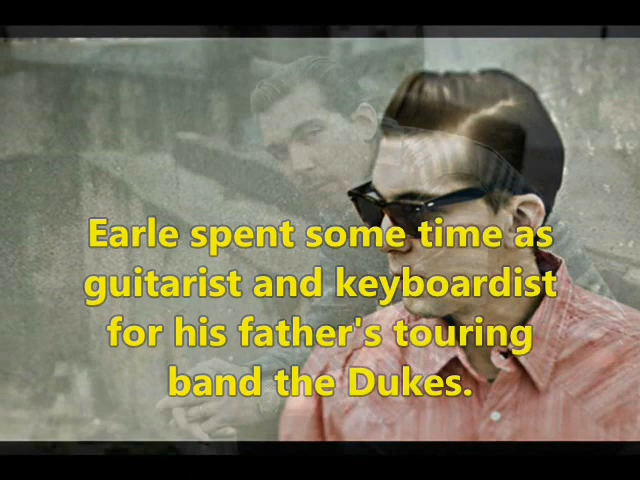 Earle spent some time as
guitarist and keyboardist
for his father's touring
band the Dukes.